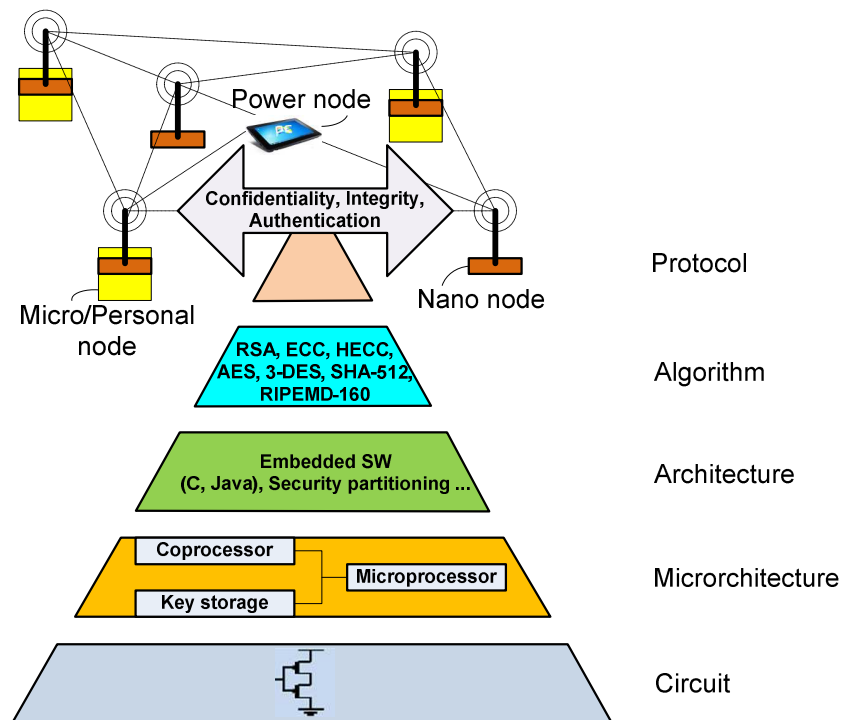 Power node
Confidentiality, Integrity,
Authentication
Protocol
Nano node
Micro/Personal
node
RSA, ECC, HECC,
AES, 3-DES, SHA-512,
RIPEMD-160
Algorithm
Embedded SW
(C, Java), Security partitioning ...
Architecture
Coprocessor
Microprocessor
Key storage
Microrchitecture
Circuit